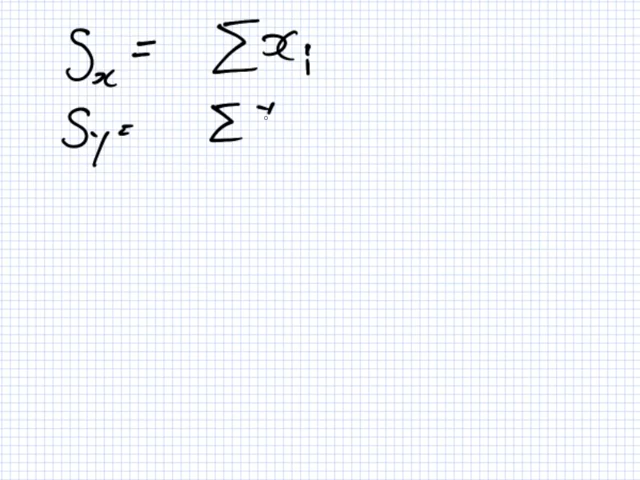 Sx = Σxi
Sy = Σ